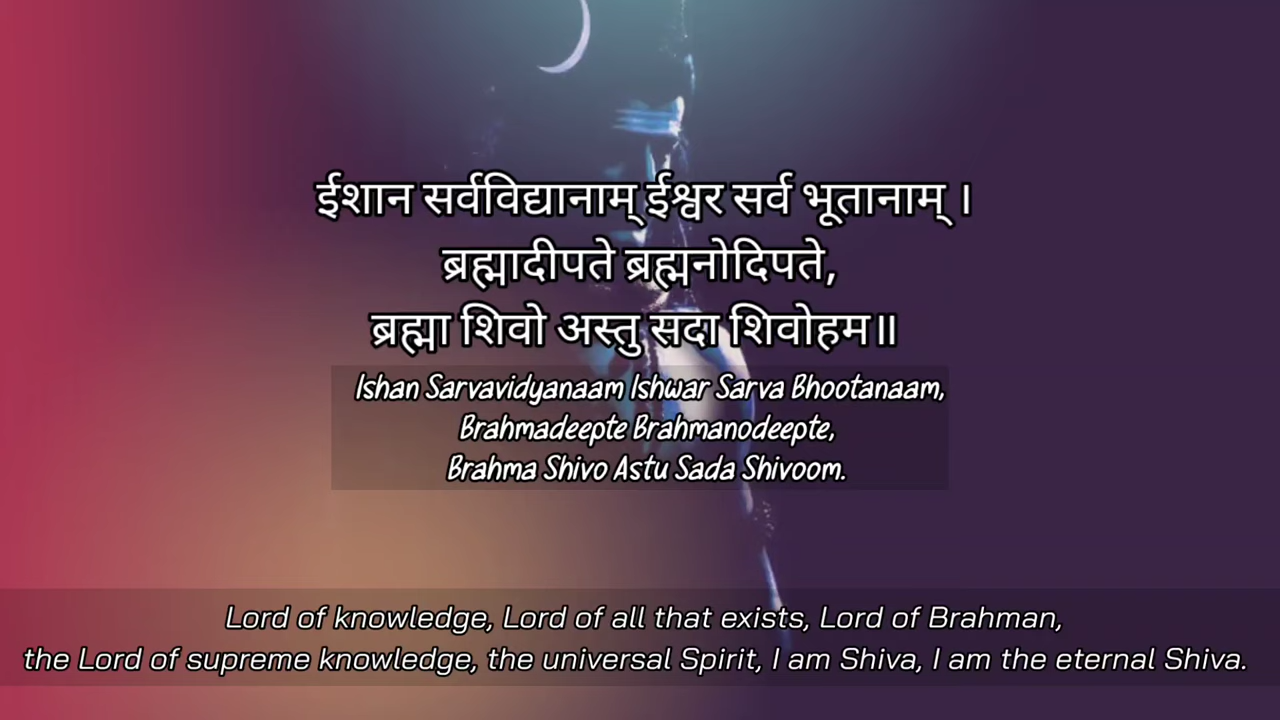 ईशान सर्वविद्यानाम् ईश्वर सर्व भूतानाम् ।
ब्रह्मादीपते ब्रह्मनोदिपते,
ब्रह्मा शिवो अस्तु सदा शिवोहम॥
Ishan Sarvavidyanaam Ishwar Sarva Bhootanaam,
Brahmadeepte Brahmanodeepte,
Brahma Shivo Astu Sada Shivoom.
Lord of knowledge, Lord of all that exists, Lord of Brahman,
the Lord of supreme knowledge, the universal Spirit, I am Shiva, I am the eternal Shiva.